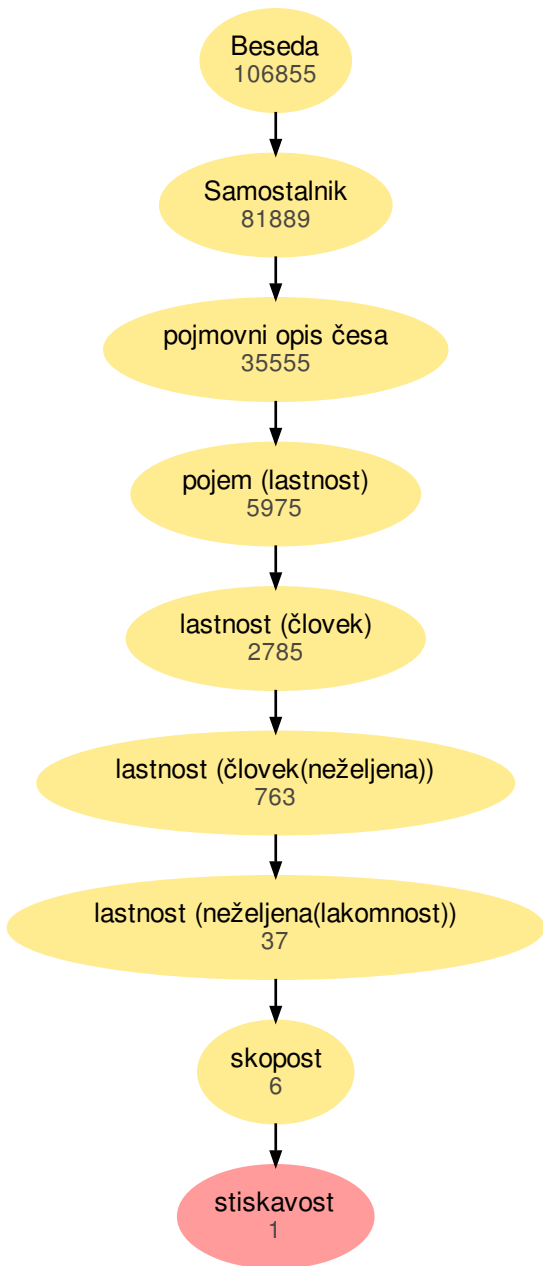 Beseda
106855
Samostalnik
81889
pojmovni opis česa
35555
pojem (lastnost)
5975
lastnost (človek)
2785
lastnost (človek(neželjena))
763
lastnost (neželjena(lakomnost))
37
skopost
6
stiskavost
1